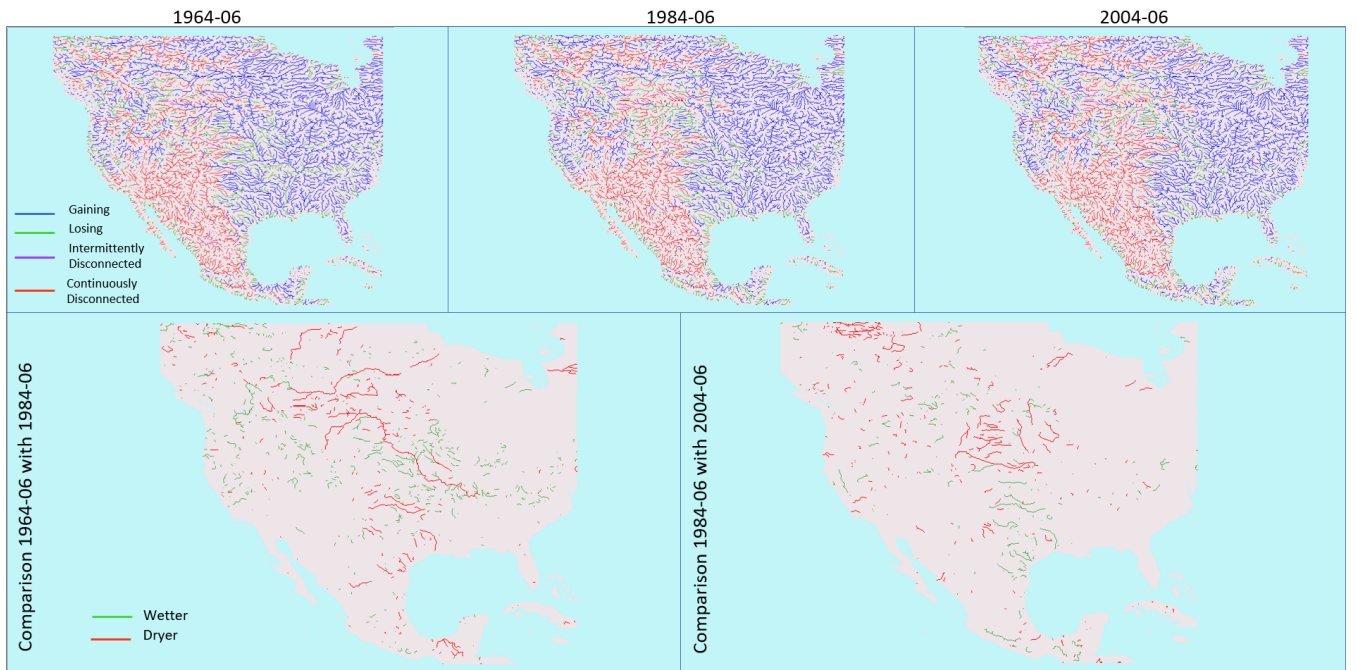 1964-06
1984-06
2004-06
Gaining
Losing
Intermittently
Disconnected
Continuously
Disconnected
Comparison 1964-06 with 1984-06
Wetter
Dryer
Comparison 1984-06 with 2004-06